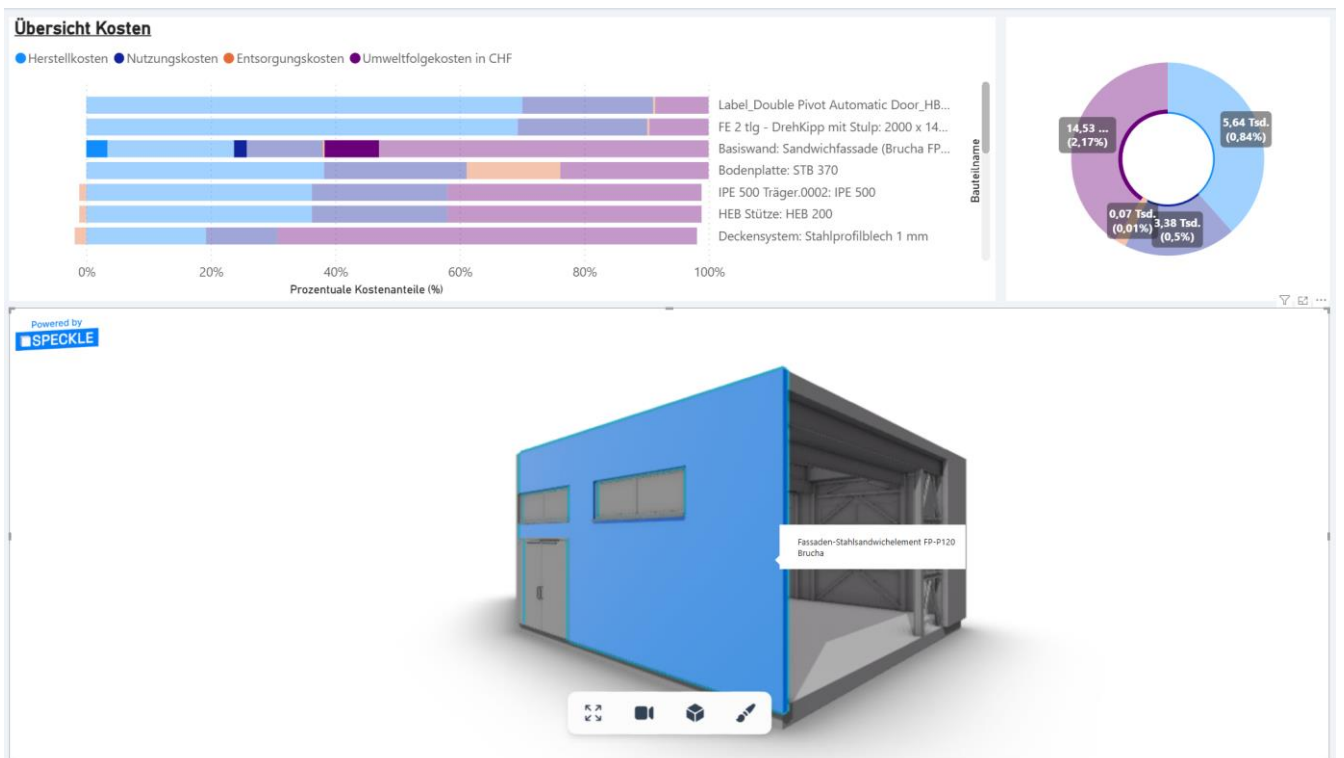 Übersicht Kosten
Herstellkosten Nutzungskosten Entsorgungskosten Umweltfolgekosten in CHF
Label_Double Pivot Automatic Door_HB...
FE 2 tlg - DrehKipp mit Stulp: 2000 x 14...
Basiswand: Sandwichfassade (Brucha FP...
Bodenplatte: STB 370
IPE 500 Träger.0002: IPE 500
HEB Stütze: HEB 200
Deckensystem: Stahlprofilblech 1 mm
Bauteilname
0% 20% 40% 60% 80% 100%
Prozentuale Kostenanteile (%)
14,53 ...
(2,17%)
5,64 Tsd.
(0,84%)
0,07 Tsd.
(0,01%)
3,38 Tsd.
(0,5%)
Powered by
SPECKLE
Fassaden-Stahlsandwichelement FP-P120
Brucha